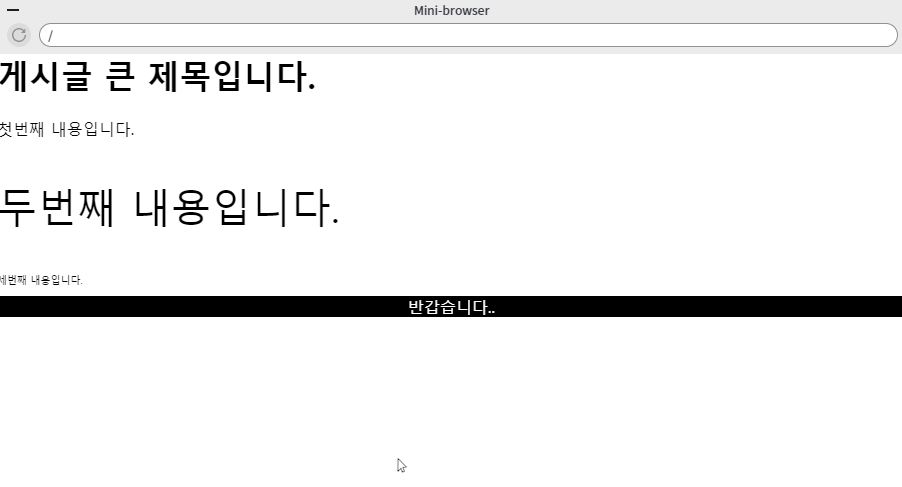 Mini-browser
/
게시글 큰 제목입니다.
첫번째 내용입니다.
두번째 내용입니다.
세번째 내용입니다.
반갑습니다..